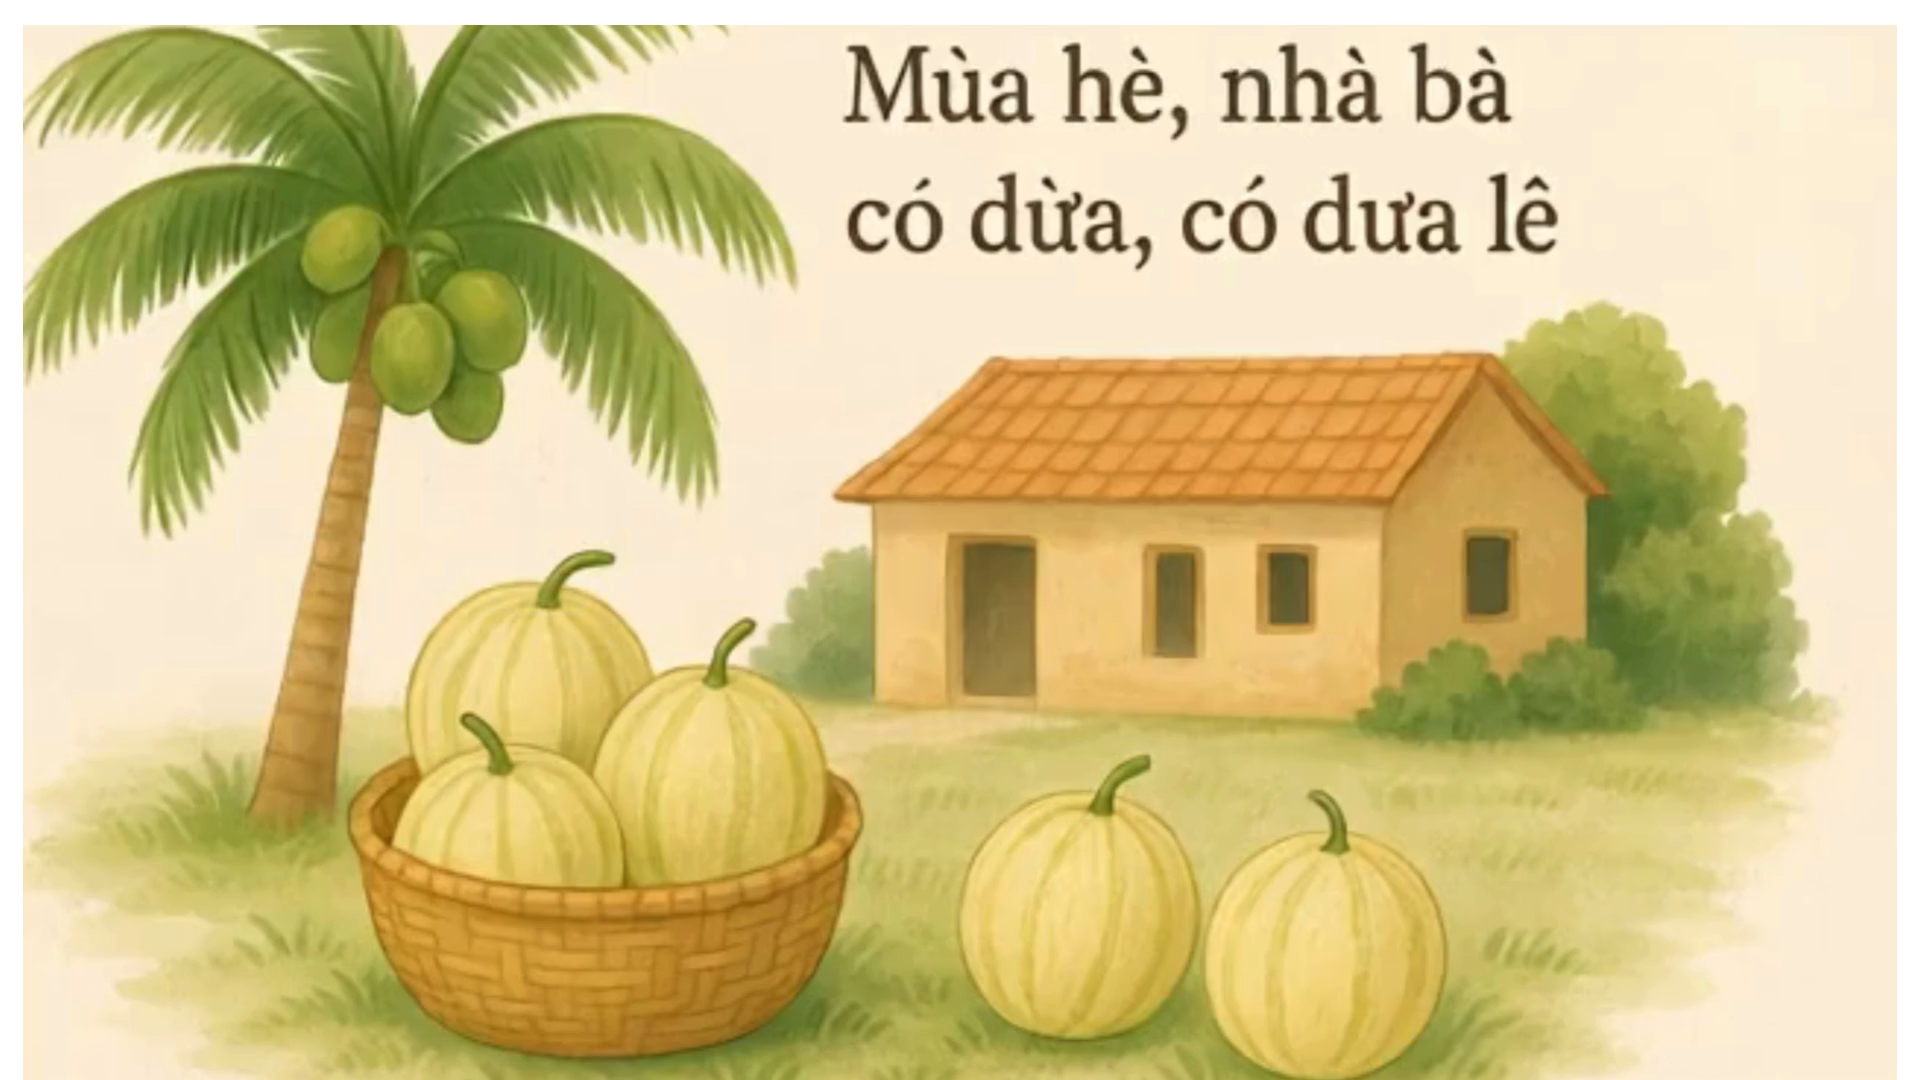 Mùa hè, nhà bà
có dừa, có dưa lê